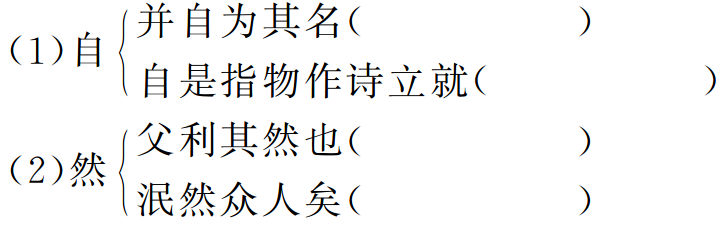 (1)自
并自为其名(　　　)
自是指物作诗立就(　　　)
(2)然
父利其然也(　　　)
泯然众人矣(　　　)